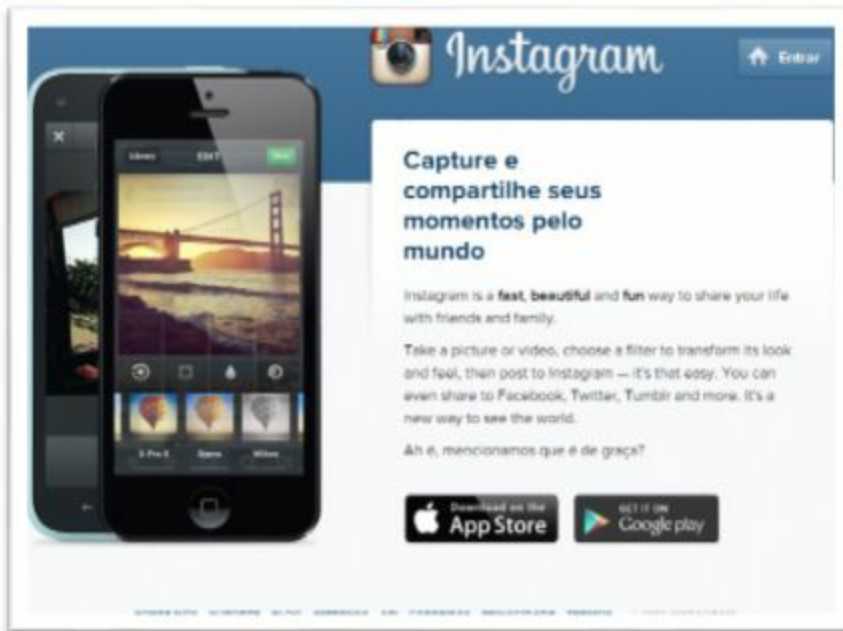 Instagram
Entrar
Library
EDIT
Capture e
compartilhe seus
momentos pelo
mundo
Instagram is a fast, beautiful and fun way to share your life
with friends and family.
Take a picture or video, choose a filter to transform its look
and feel, then post to Instagram — it's that easy. You can
even share to Facebook, Twitter, Tumblr and more. It's a
new way to see the world.
Ah é, mencionamos que é de graça?
Download on the
App Store
GET IT ON
Google play